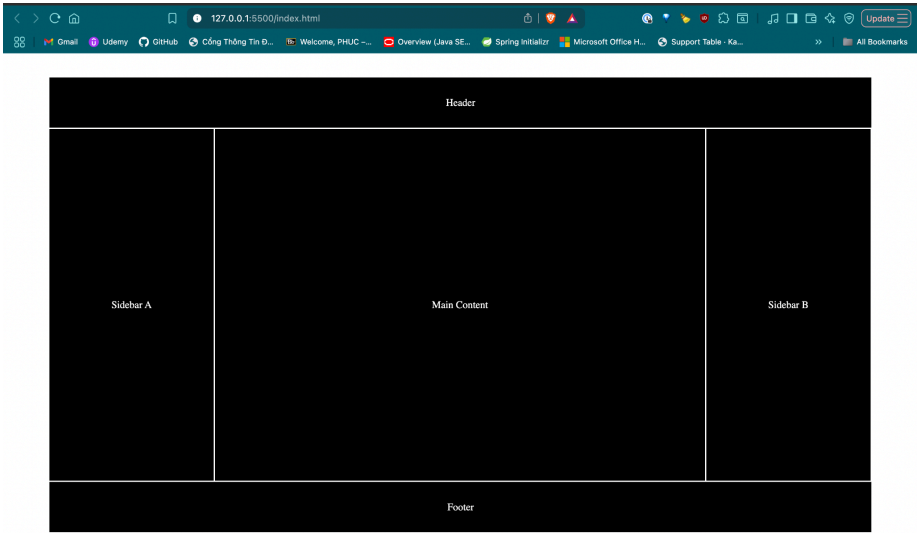 127.0.0.1:5500/index.html
Update
Gmail Udemy GitHub Cổng Thông Tin Đ... Welcome, PHUC –... Overview (Java SE... Spring Initializr Microsoft Office H... Support Table - Ka... » All Bookmarks
Header
Sidebar A Main Content Sidebar B
Footer